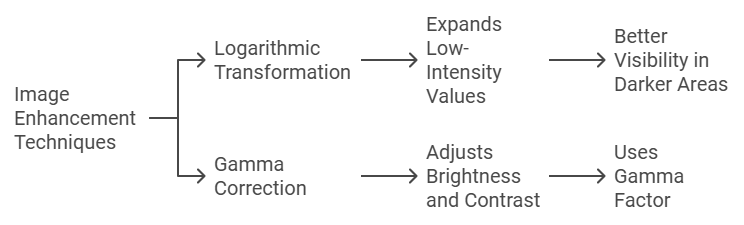 Image
Enhancement
Techniques
Logarithmic
Transformation
Expands
Low-
Intensity
Values
Better
Visibility in
Darker Areas
Gamma
Correction
Adjusts
Brightness
and Contrast
Uses
Gamma
Factor